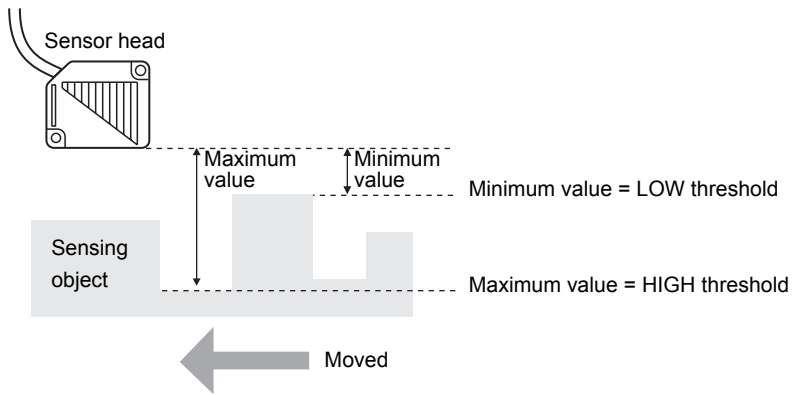 Sensor head
Maximum
value
Minimum
value
Minimum value = LOW threshold
Sensing
object
Maximum value = HIGH threshold
Moved